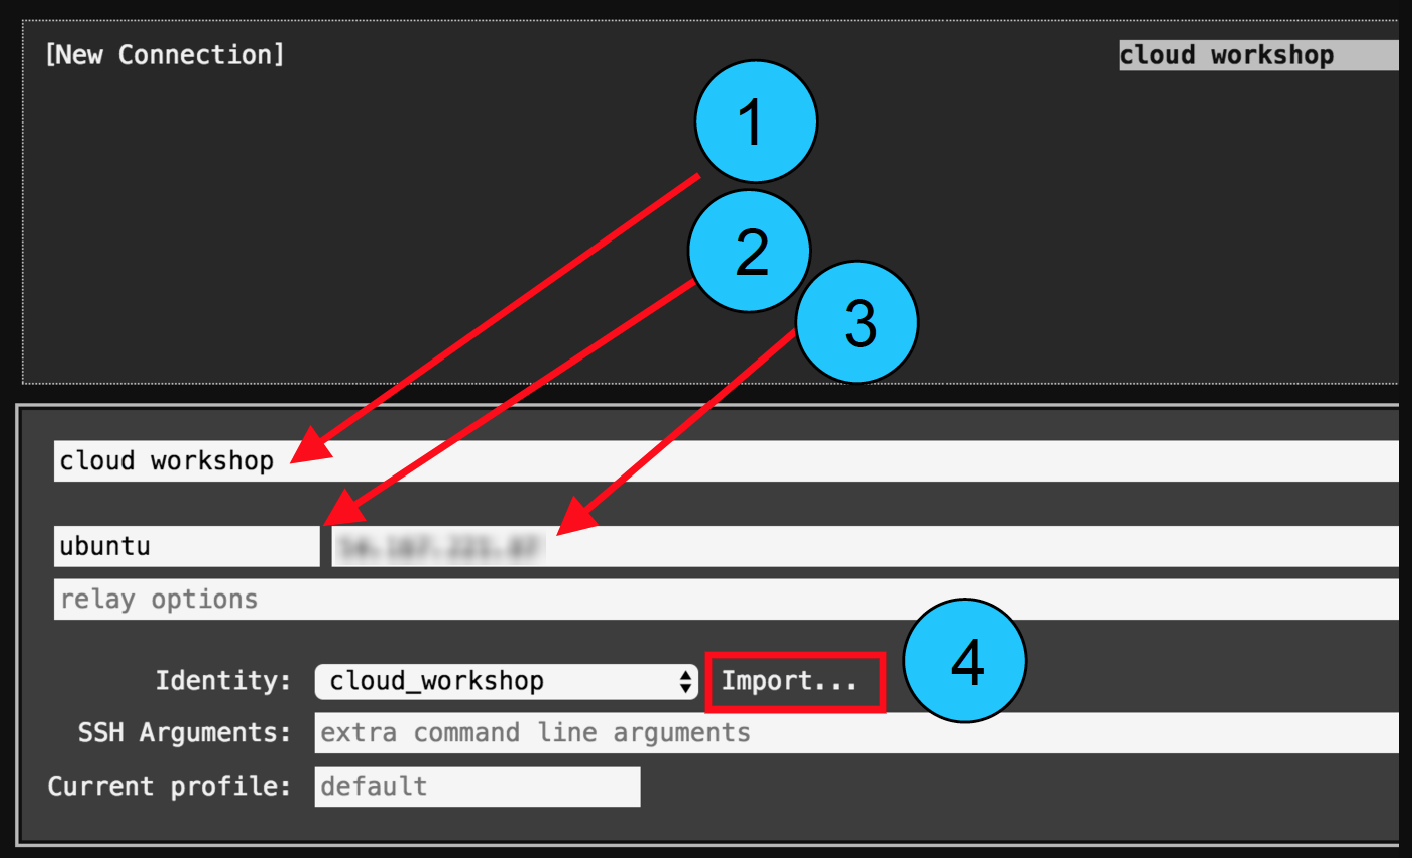 [New Connection] cloud workshop
1
2
3
cloud workshop
ubuntu
relay options
4
Identity: cloud_workshop Import...
SSH Arguments: extra command line arguments
Current profile: default